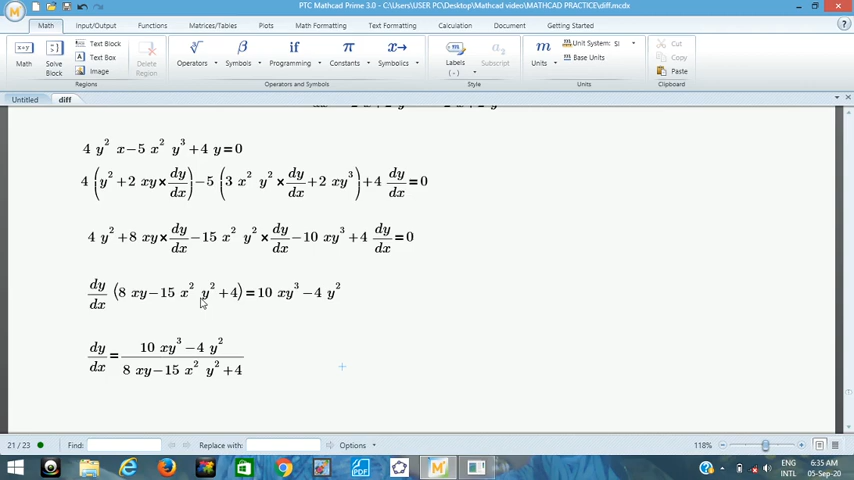 PTC Mathcad Prime 3.0 - C:\Users\USER PC\Desktop\Mathcad video\MATHCAD PRACTICE\diff.mcdx
Math Input/Output Functions Matrices/Tables Plots Math Formatting Text Formatting Calculation Document Getting Started
Math Solve Block Text Block Text Box Image Delete Region Operators Symbols Programming Constants Symbolics Labels (-) Subscript Units Unit System: SI Base Units Cut Copy Paste
Regions Operators and Symbols Style Units Clipboard
Untitled diff
4 y² x−5 x² y³+4 y=0
4 (y²+2 xy×dy/dx)−5 (3 x² y²×dy/dx+2 xy³)+4 dy/dx=0
4 y²+8 xy×dy/dx−15 x² y²×dy/dx−10 xy³+4 dy/dx=0
dy/dx (8 xy−15 x² y²+4)=10 xy³−4 y²
dy/dx=(10 xy³−4 y²)/(8 xy−15 x² y²+4)
21 / 23 Find: Replace with: Options 118%
ENG 6:35 AM
INTL 05-Sep-20